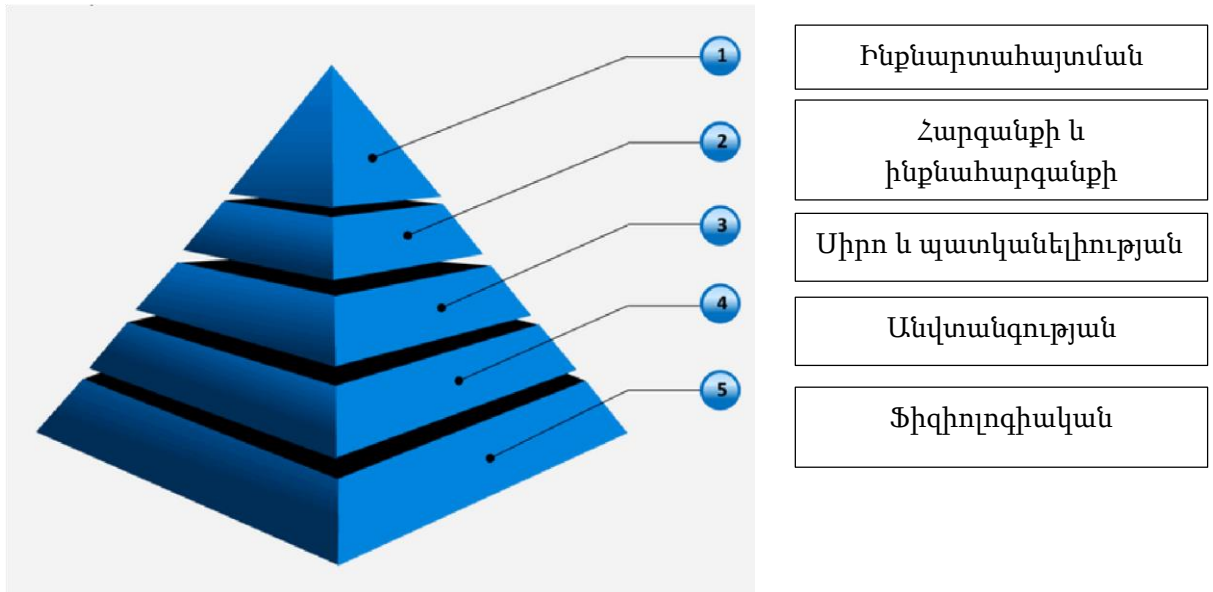 1
Ինքնարտահայտման
2
Հարգանքի և
ինքնահարգանքի
3
Սիրո և պատկանելիության
4
Անվտանգության
5
Ֆիզիոլոգիական